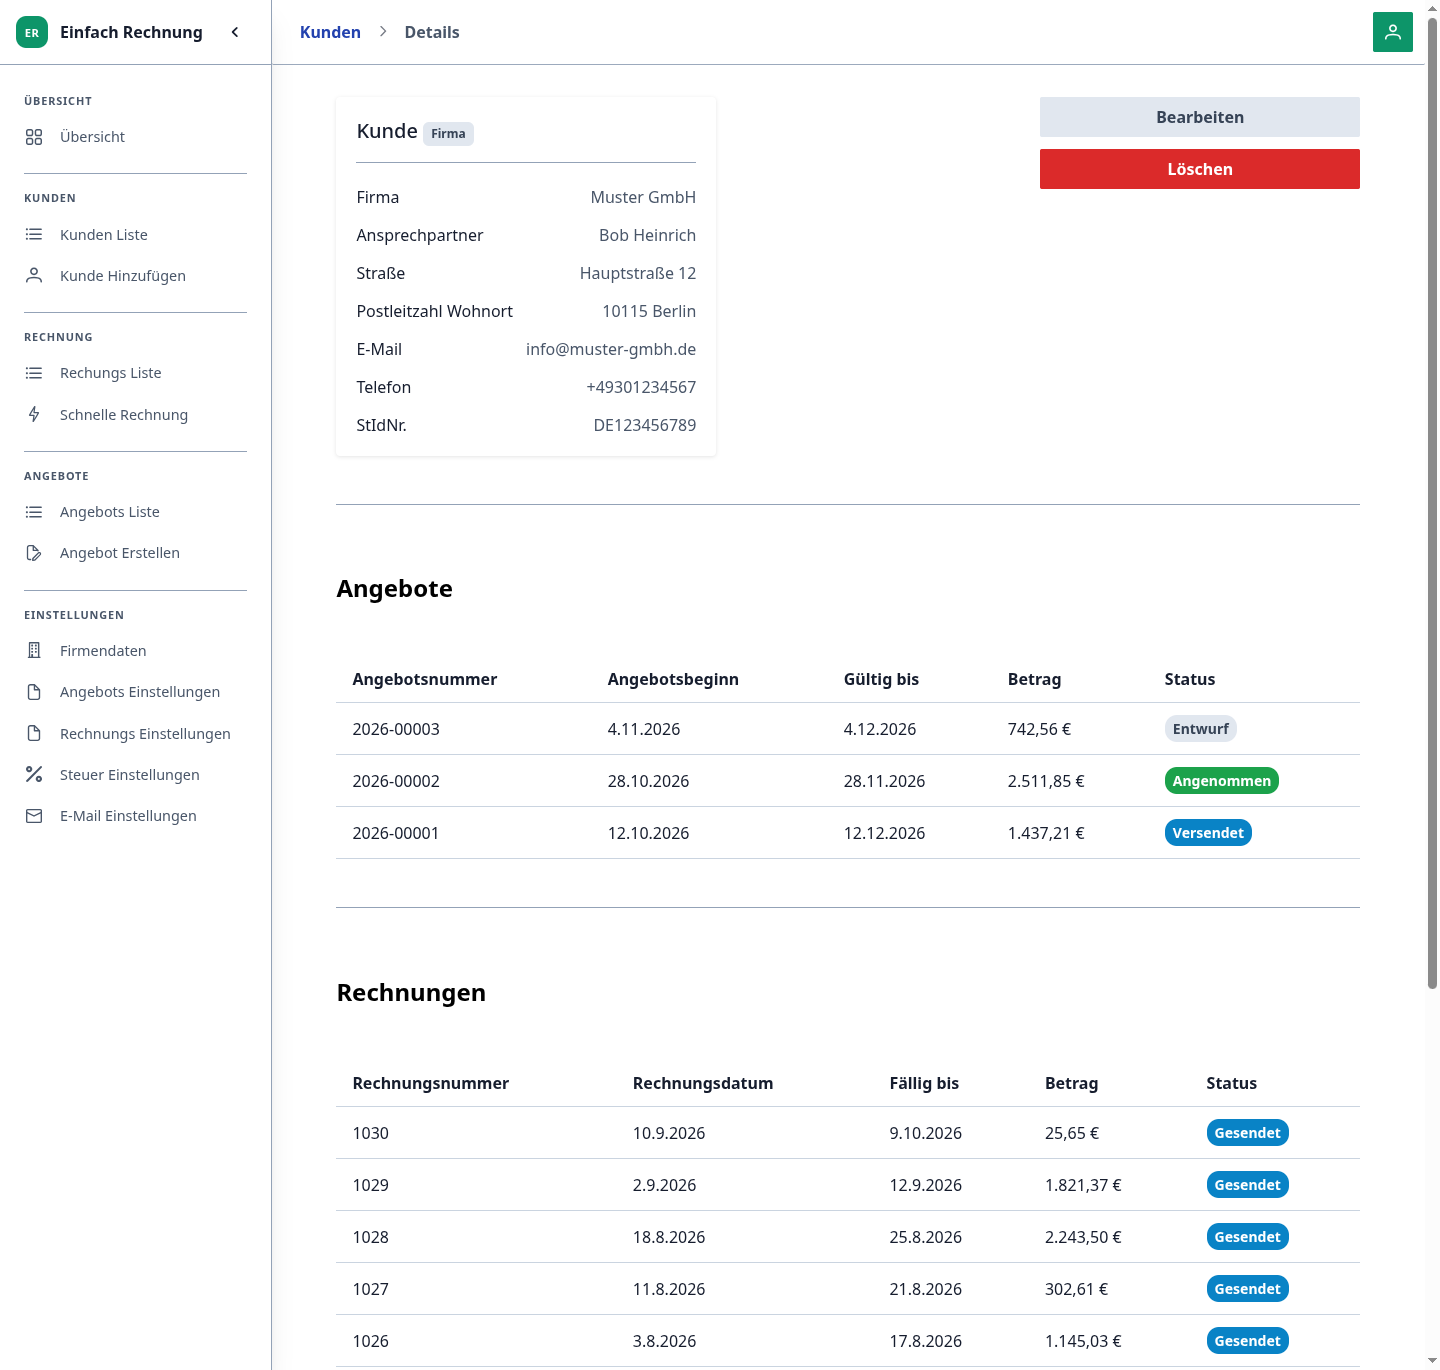 ER Einfach Rechnung
ÜBERSICHT
Übersicht
KUNDEN
Kunden Liste
Kunde Hinzufügen
RECHNUNG
Rechungs Liste
Schnelle Rechnung
ANGEBOTE
Angebots Liste
Angebot Erstellen
EINSTELLUNGEN
Firmendaten
Angebots Einstellungen
Rechnungs Einstellungen
Steuer Einstellungen
E-Mail Einstellungen
Kunden Details
Kunde Firma
Firma Muster GmbH
Ansprechpartner Bob Heinrich
Straße Hauptstraße 12
Postleitzahl Wohnort 10115 Berlin
E-Mail info@muster-gmbh.de
Telefon +49301234567
StIdNr. DE123456789
Bearbeiten
Löschen
Angebote
Angebotsnummer Angebotsbeginn Gültig bis Betrag Status
2026-00003 4.11.2026 4.12.2026 742,56 € Entwurf
2026-00002 28.10.2026 28.11.2026 2.511,85 € Angenommen
2026-00001 12.10.2026 12.12.2026 1.437,21 € Versendet
Rechnungen
Rechnungsnummer Rechnungsdatum Fällig bis Betrag Status
1030 10.9.2026 9.10.2026 25,65 € Gesendet
1029 2.9.2026 12.9.2026 1.821,37 € Gesendet
1028 18.8.2026 25.8.2026 2.243,50 € Gesendet
1027 11.8.2026 21.8.2026 302,61 € Gesendet
1026 3.8.2026 17.8.2026 1.145,03 € Gesendet